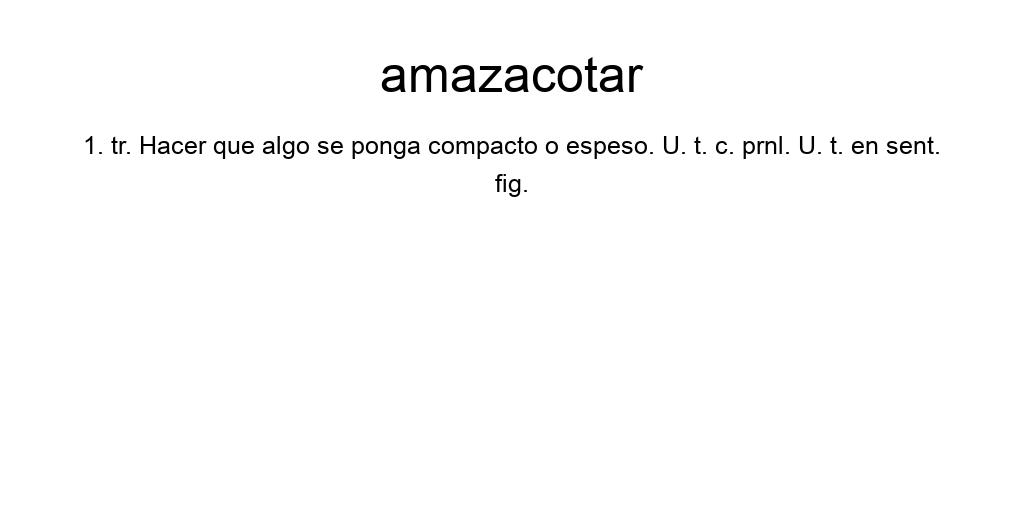 amazacotar
1. tr. Hacer que algo se ponga compacto o espeso. U. t. c. prnl. U. t. en sent.
fig.